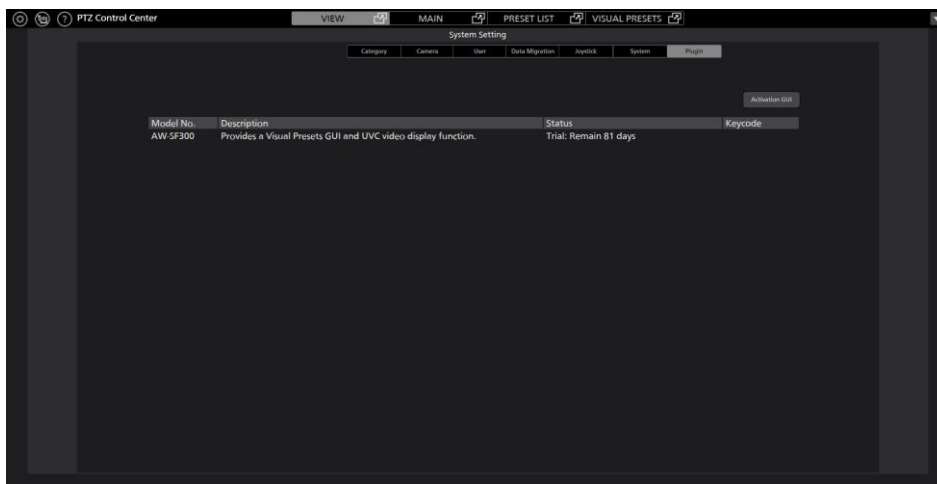 PTZ Control Center VIEW MAIN PRESET LIST VISUAL PRESETS
System Setting
Category Camera User Data Migration Joystick System Plugin
Activation GUI
Model No. Description Status Keycode
AW-SF300 Provides a Visual Presets GUI and UVC video display function. Trial: Remain 81 days